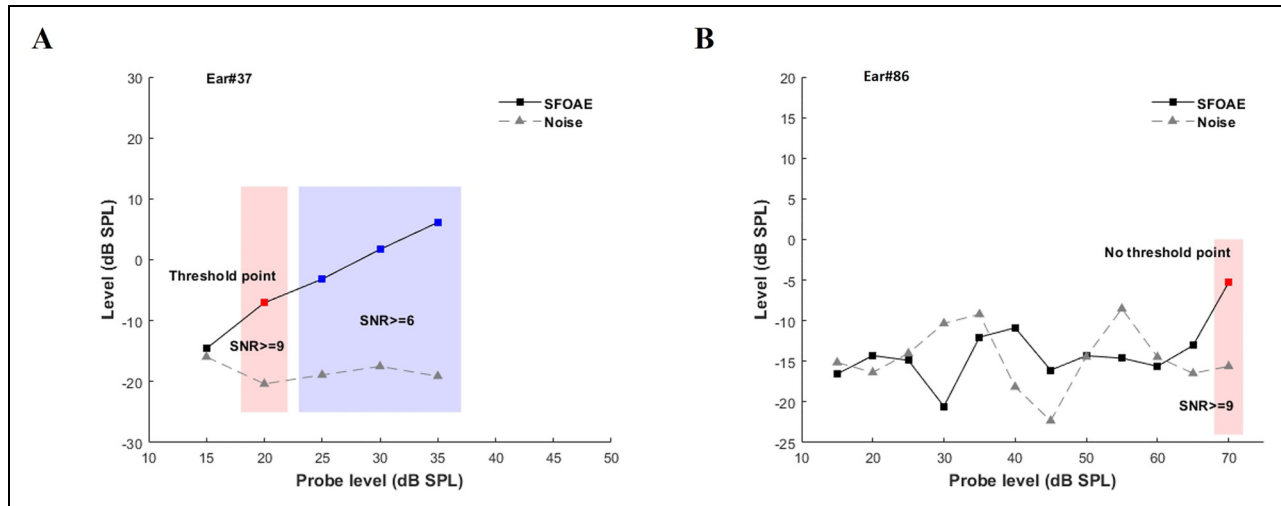 A
B
Ear#37
Ear#86
SFOAE
Noise
SFOAE
Noise
30
20
10
0
-10
-20
-30
Level (dB SPL)
Threshold point
SNR>=9
SNR>=6
10 15 20 25 30 35 40 45 50
Probe level (dB SPL)
20
15
10
5
0
-5
-10
-15
-20
-25
Level (dB SPL)
No threshold point
SNR>=9
10 20 30 40 50 60 70
Probe level (dB SPL)